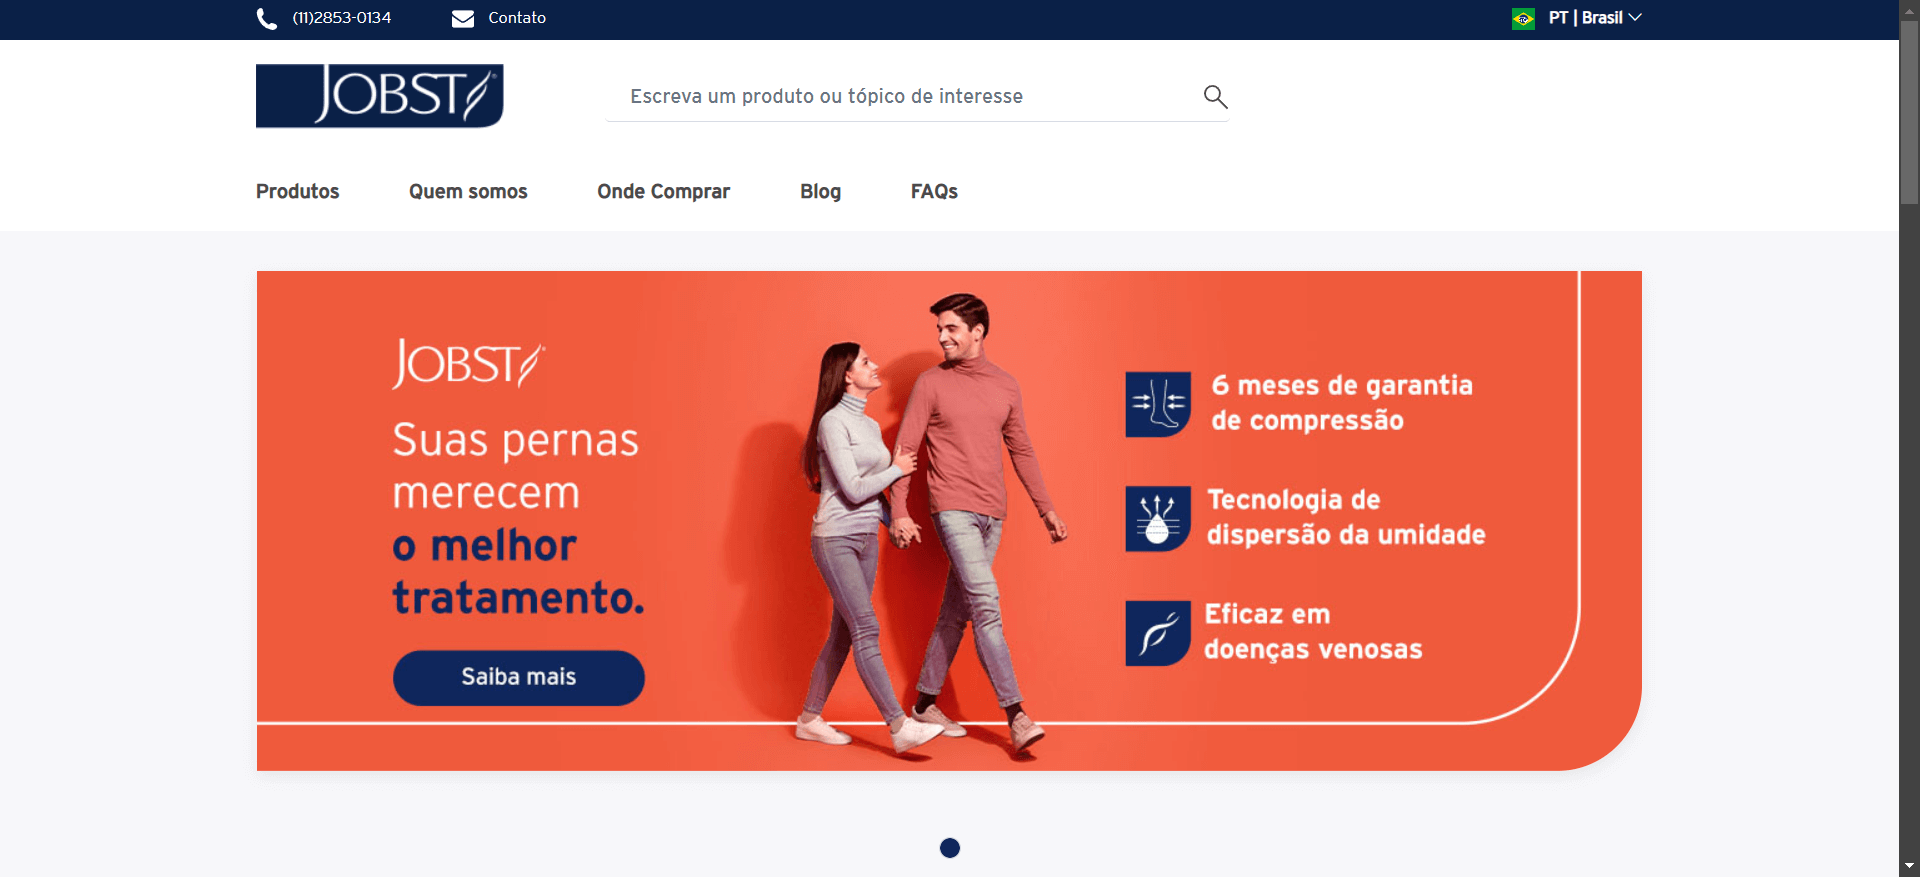 (11)2853-0134 Contato PT | Brasil
JOBST
Escreva um produto ou tópico de interesse
Produtos Quem somos Onde Comprar Blog FAQs
JOBST
Suas pernas
merecem
o melhor
tratamento.
Saiba mais
6 meses de garantia
de compressão
Tecnologia de
dispersão da umidade
Eficaz em
doenças venosas